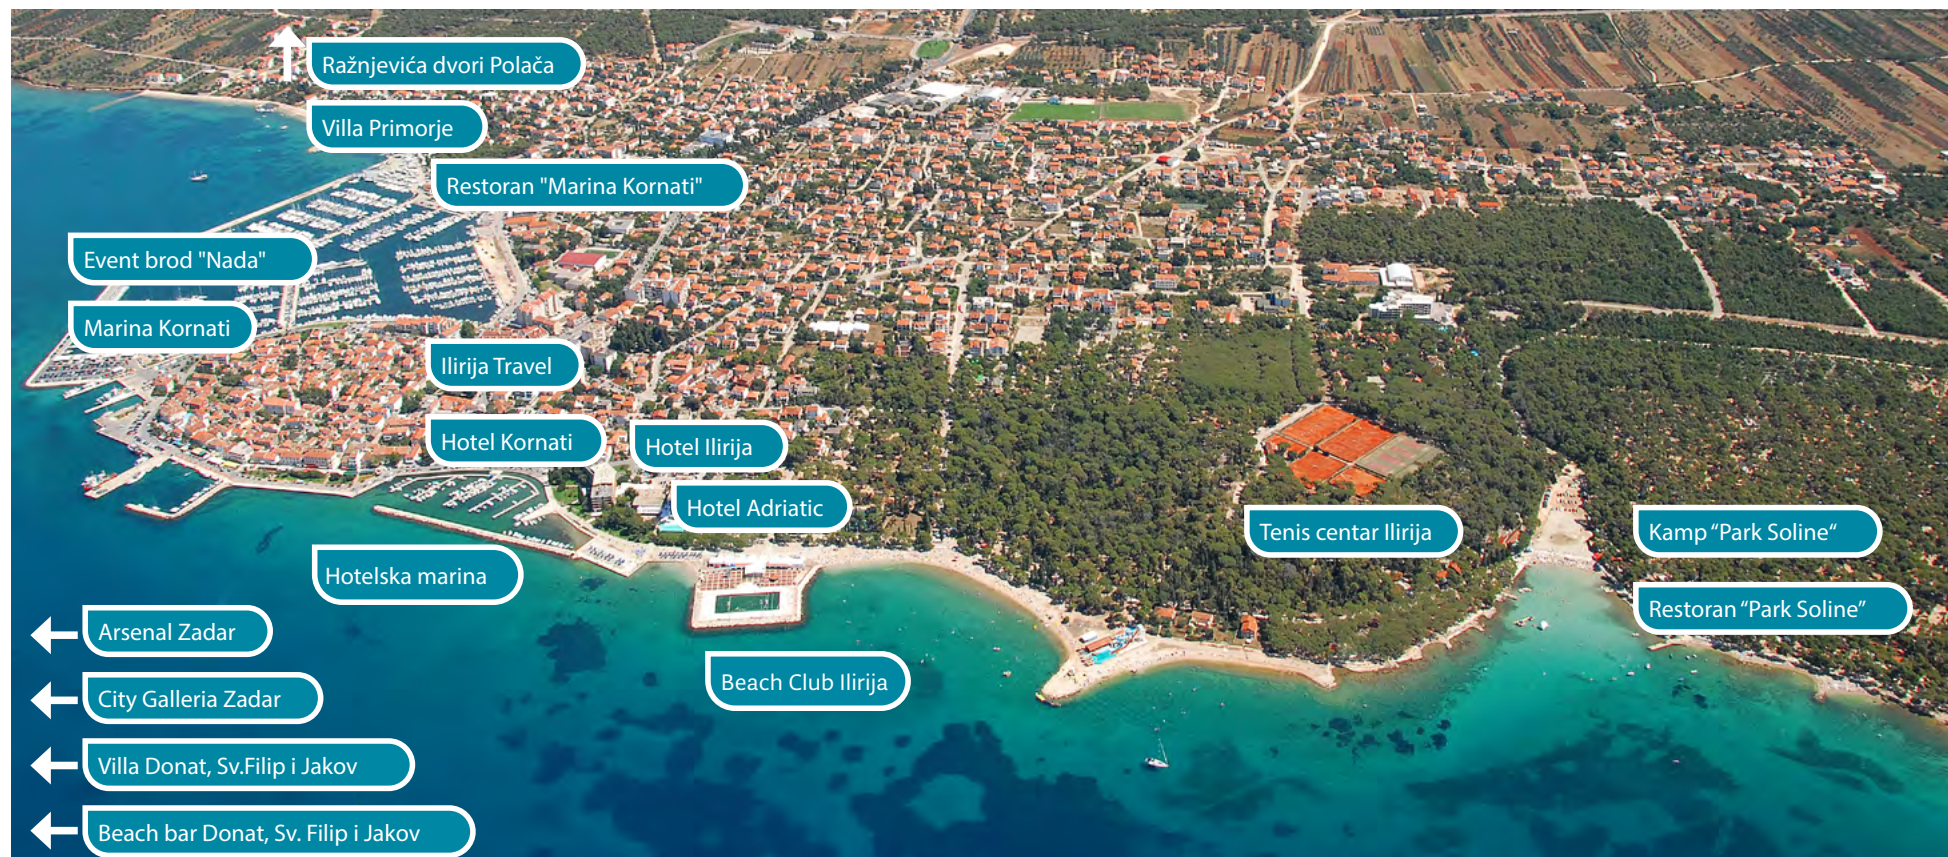 Ražnjevića dvori Polača
Villa Primorje
Restoran "Marina Kornati"
Event brod "Nada"
Marina Kornati
Ilirija Travel
Hotel Kornati
Hotel Ilirija
Hotel Adriatic
Tenis centar Ilirija
Kamp “Park Soline“
Hotelska marina
Restoran “Park Soline”
Arsenal Zadar
Beach Club Ilirija
City Galleria Zadar
Villa Donat, Sv.Filip i Jakov
Beach bar Donat, Sv. Filip i Jakov